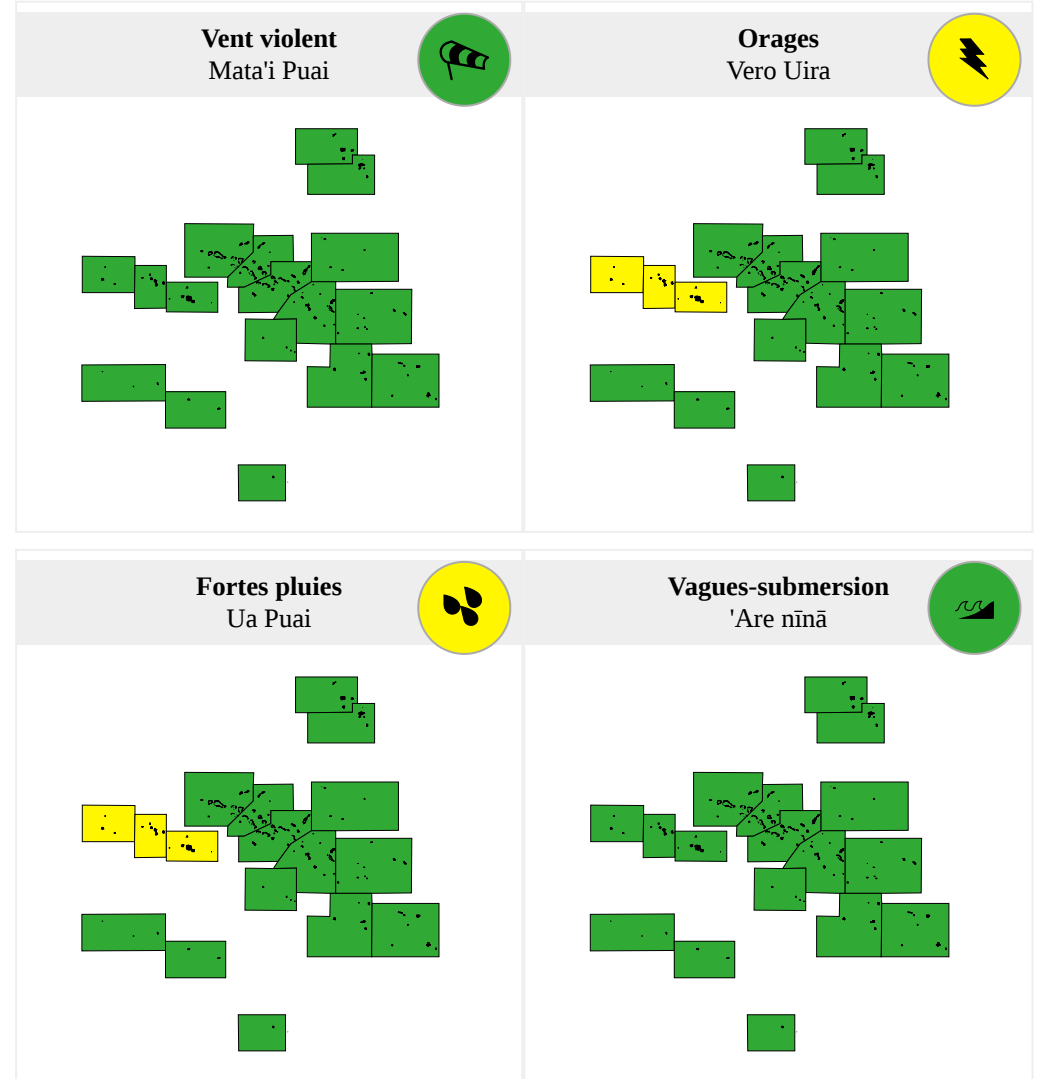 Vent violent
Mata'i Puai
Orages
Vero Uira
Fortes pluies
Ua Puai
Vagues-submersion
'Are nīnā